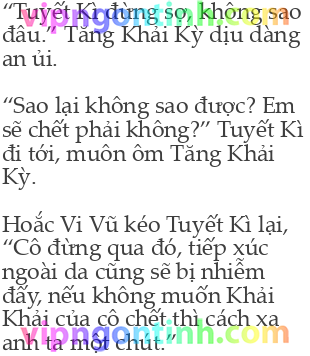 “Tuyết Kì đừng sợ, không sao
đâu.” Tăng Khải Kỳ dịu dàng
an ủi.
“Sao lại không sao được? Em
sẽ chết phải không?” Tuyết Kì
đi tới, muôn ôm Tăng Khải
Kỳ.
Hoắc Vi Vũ kéo Tuyết Kì lại,
“Cô đừng qua đó, tiếp xúc
ngoài da cũng sẽ bị nhiễm
đấy, nếu không muốn Khải
Khải của cô chết thì cách xa
anh ta một chút.”
vipngontinh.com
vipngontinh.com